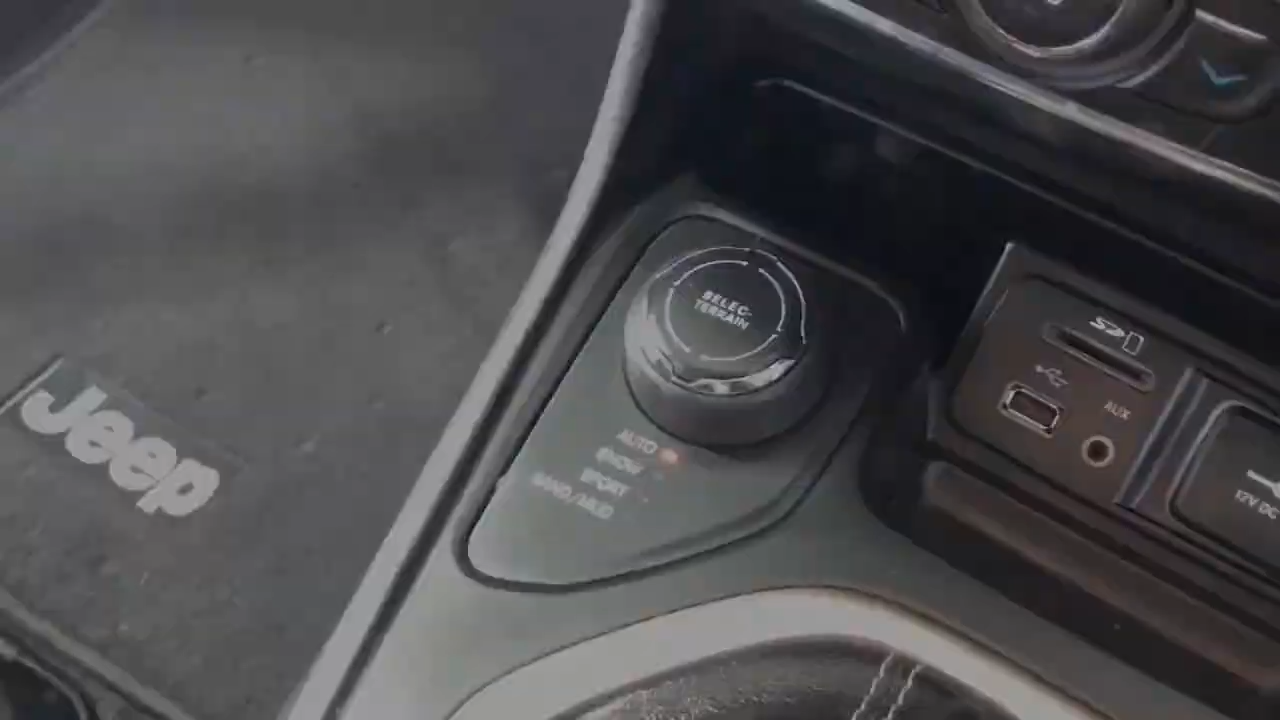 SELEC-
TERRAIN
AUTO
SNOW
SPORT
SAND/MUD
Jeep
AUX
12V DC